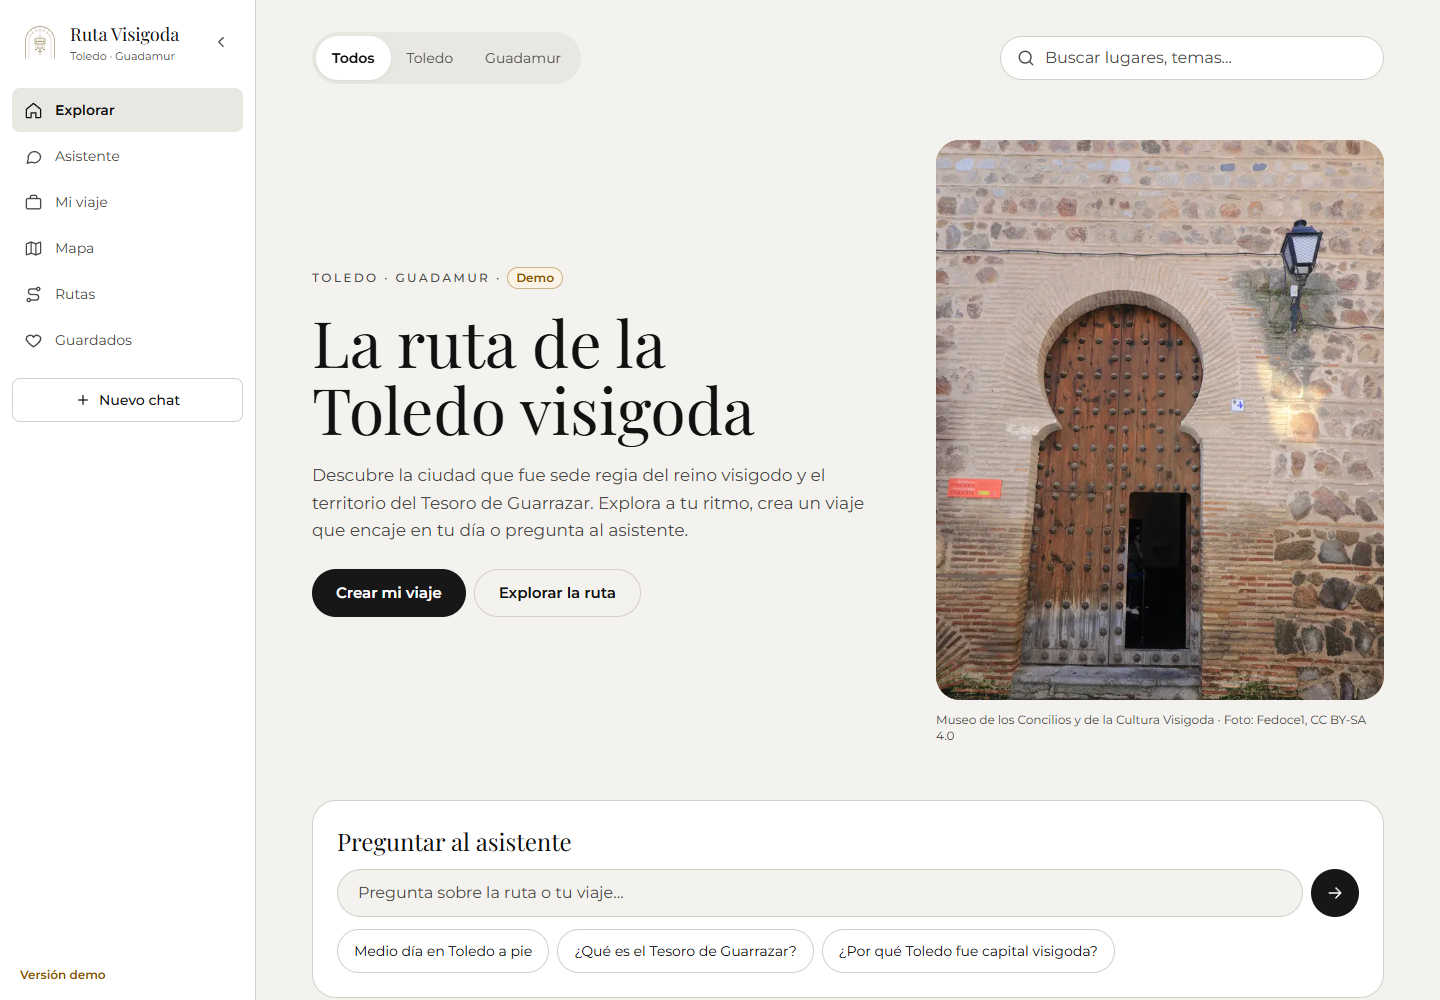 Ruta Visigoda
Toledo · Guadamur
Explorar
Asistente
Mi viaje
Mapa
Rutas
Guardados
+ Nuevo chat
Versión demo
Todos
Toledo
Guadamur
Buscar lugares, temas...
TOLEDO · GUADAMUR ·
Demo
La ruta de la
Toledo visigoda
Descubre la ciudad que fue sede regia del reino visigodo y el
territorio del Tesoro de Guarrazar. Explora a tu ritmo, crea un viaje
que encaje en tu día o pregunta al asistente.
Crear mi viaje
Explorar la ruta
Museo de los Concilios y de la Cultura Visigoda · Foto: Fedoce1, CC BY-SA
4.0
Preguntar al asistente
Pregunta sobre la ruta o tu viaje...
Medio día en Toledo a pie
¿Qué es el Tesoro de Guarrazar?
¿Por qué Toledo fue capital visigoda?